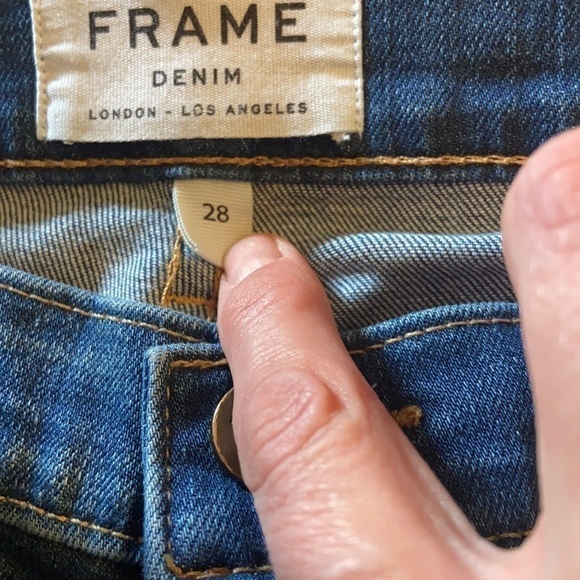 FRAME
DENIM
LONDON - LOS ANGELES
28